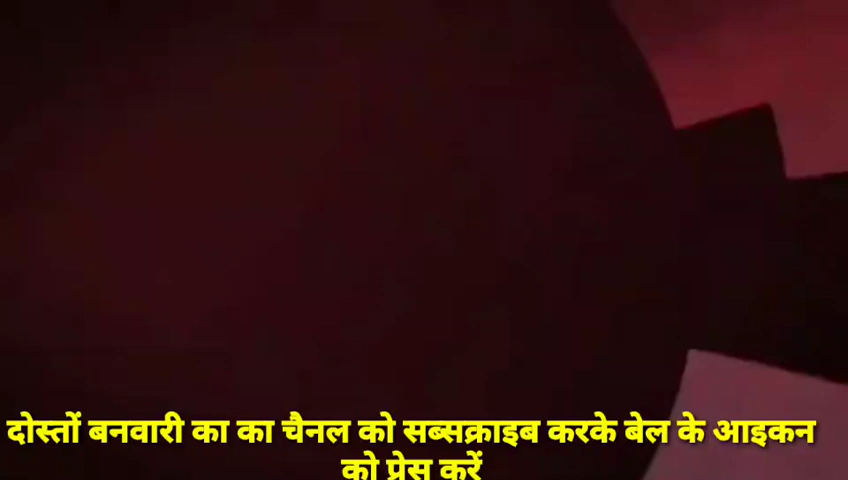 दोस्तों बनवारी का का चैनल को सब्सक्राइब करके बेल के आइकन
को प्रेस करें